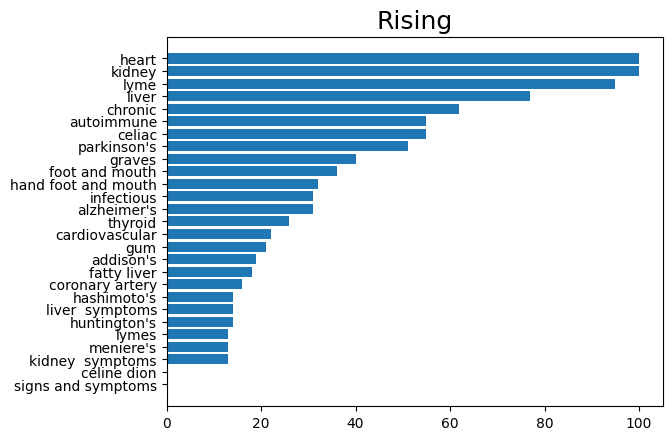 Rising
heart
kidney
lyme
liver
chronic
autoimmune
celiac
parkinson's
graves
foot and mouth
hand foot and mouth
infectious
alzheimer's
thyroid
cardiovascular
gum
addison's
fatty liver
coronary artery
hashimoto's
liver  symptoms
huntington's
lymes
meniere's
kidney  symptoms
celine dion
signs and symptoms
0 20 40 60 80 100